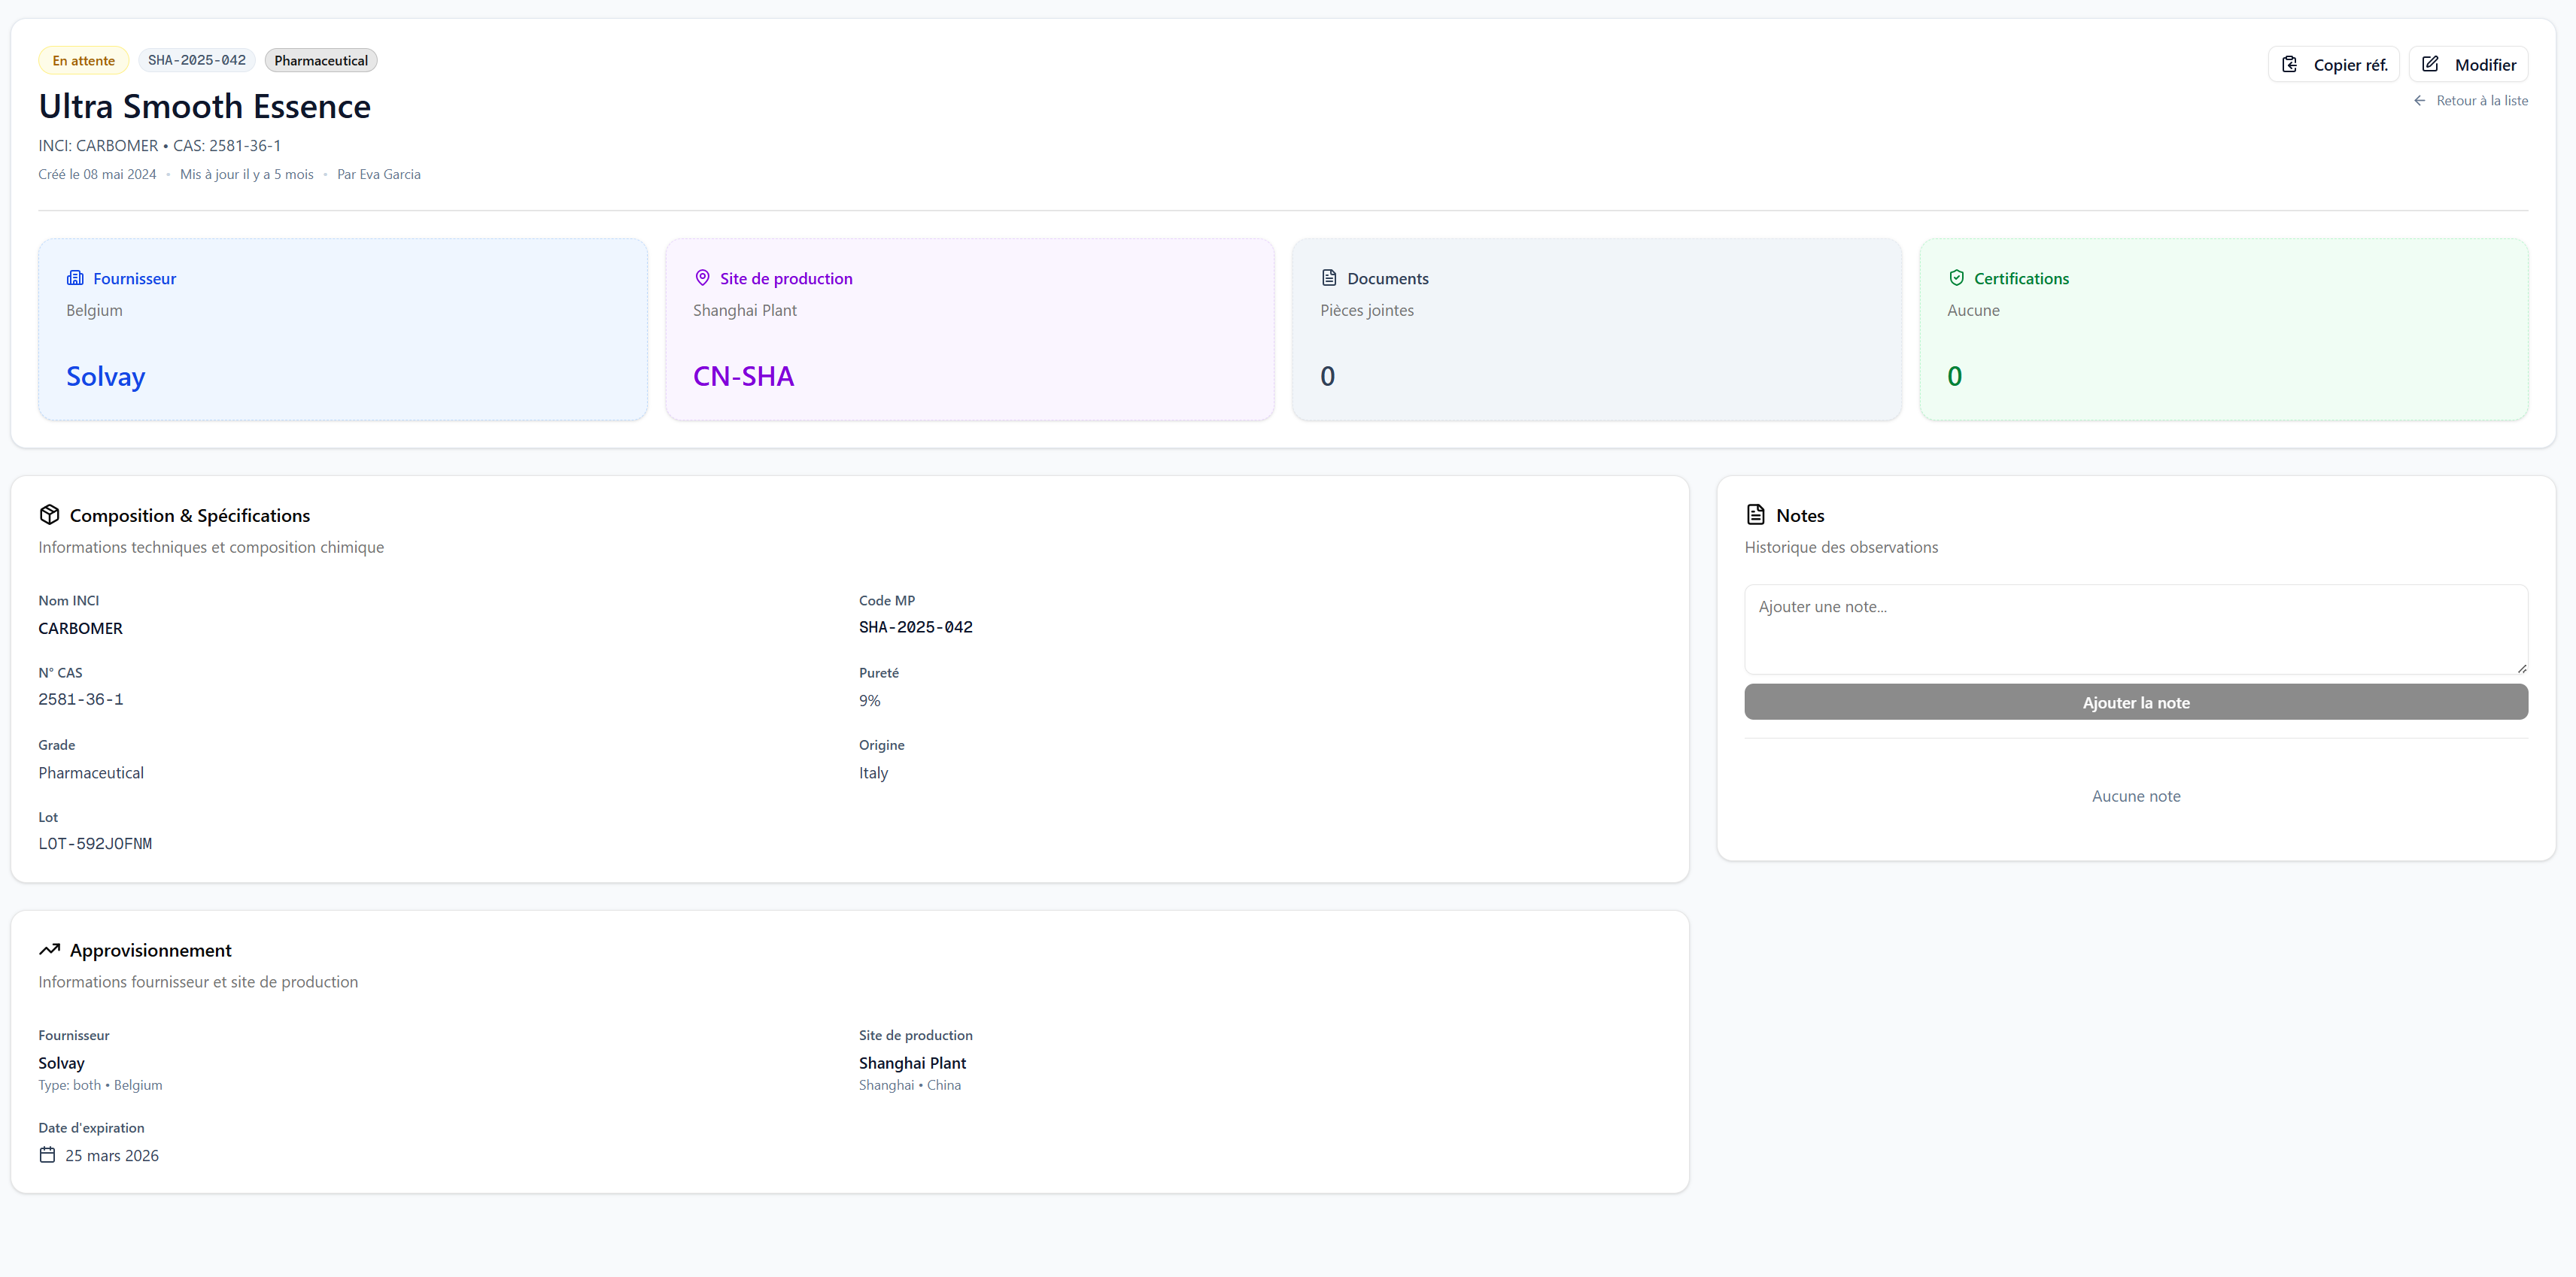 En attente SHA-2025-042 Pharmaceutical
Copier réf. Modifier
Ultra Smooth Essence
Retour à la liste
INCI: CARBOMER • CAS: 2581-36-1
Créé le 08 mai 2024 • Mis à jour il y a 5 mois • Par Eva Garcia
Fournisseur
Belgium
Solvay
Site de production
Shanghai Plant
CN-SHA
Documents
Pièces jointes
0
Certifications
Aucune
0
Composition & Spécifications
Informations techniques et composition chimique
Nom INCI
CARBOMER
Code MP
SHA-2025-042
N° CAS
2581-36-1
Pureté
9%
Grade
Pharmaceutical
Origine
Italy
Lot
LOT-592JOFNM
Notes
Historique des observations
Ajouter une note...
Ajouter la note
Aucune note
Approvisionnement
Informations fournisseur et site de production
Fournisseur
Solvay
Type: both • Belgium
Site de production
Shanghai Plant
Shanghai • China
Date d'expiration
25 mars 2026